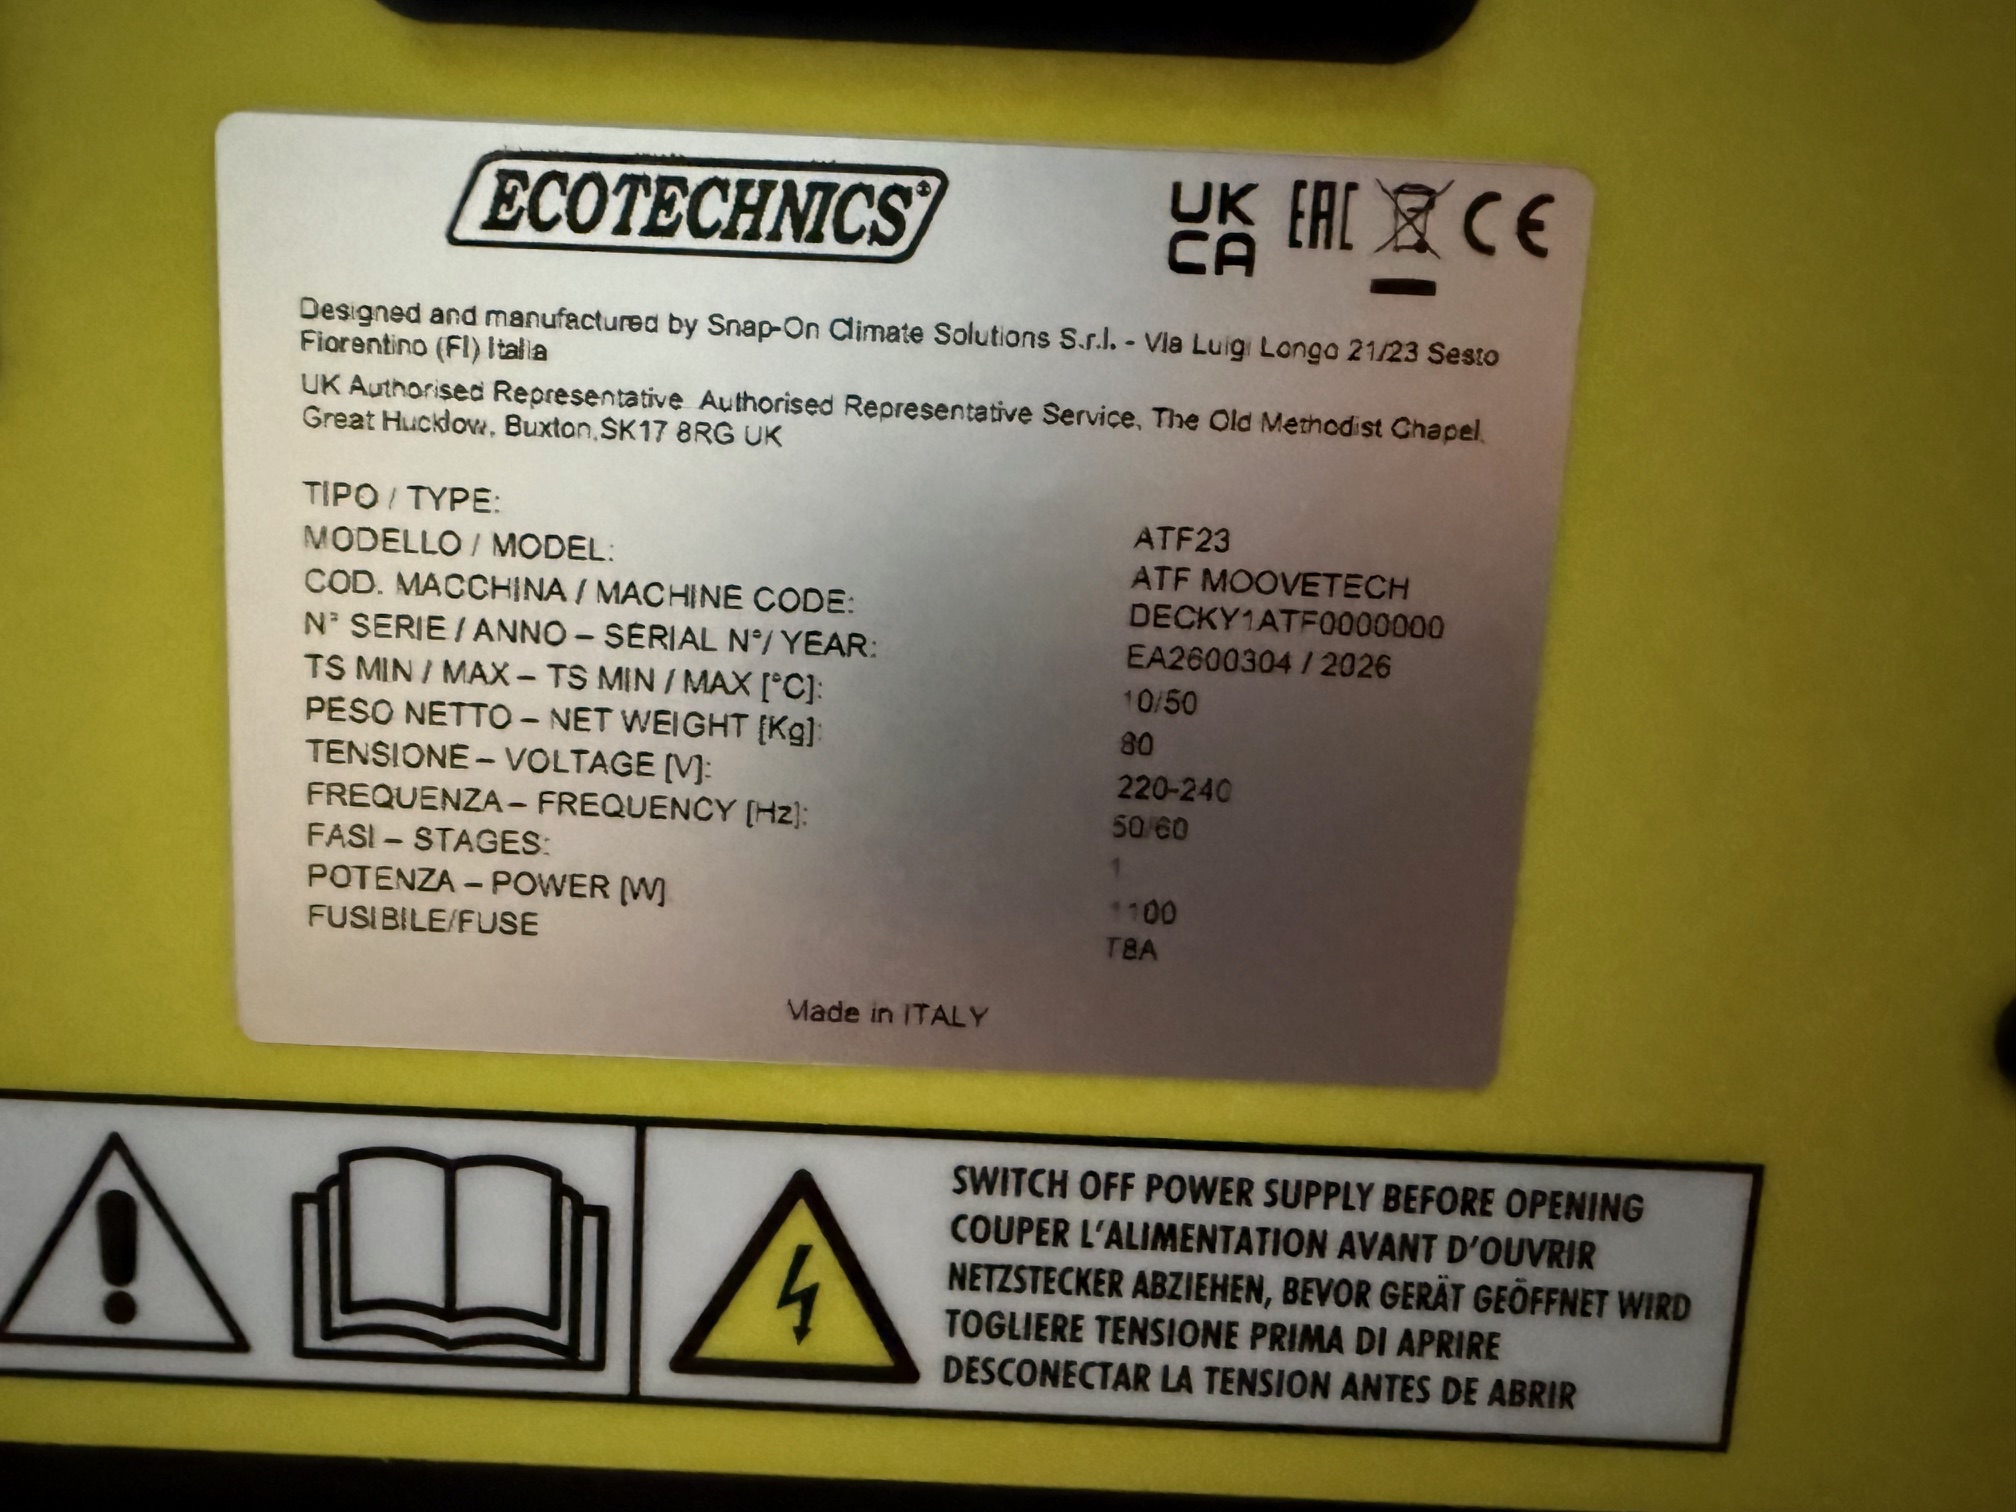 ECOTECHNICS®
UK
CA
EAC
CE
Designed and manufactured by Snap-On Climate Solutions S.r.l. - Via Luigi Longo 21/23 Sesto
Fiorentino (FI) Italia
UK Authorised Representative Authorised Representative Service, The Old Methodist Chapel,
Great Hucklow, Buxton,SK17 8RG UK
TIPO / TYPE: ATF23
MODELLO / MODEL: ATF MOOVETECH
COD. MACCHINA / MACHINE CODE: DECKY1ATF0000000
N° SERIE / ANNO – SERIAL N°/ YEAR: EA2600304 / 2026
TS MIN / MAX – TS MIN / MAX [°C]: 10/50
PESO NETTO – NET WEIGHT [Kg]: 80
TENSIONE – VOLTAGE [V]: 220-240
FREQUENZA – FREQUENCY [Hz]: 50/60
FASI – STAGES: 1
POTENZA – POWER [W] 1100
FUSIBILE/FUSE T8A
Made in ITALY
SWITCH OFF POWER SUPPLY BEFORE OPENING
COUPER L'ALIMENTATION AVANT D'OUVRIR
NETZSTECKER ABZIEHEN, BEVOR GERÄT GEÖFFNET WIRD
TOGLIERE TENSIONE PRIMA DI APRIRE
DESCONECTAR LA TENSION ANTES DE ABRIR